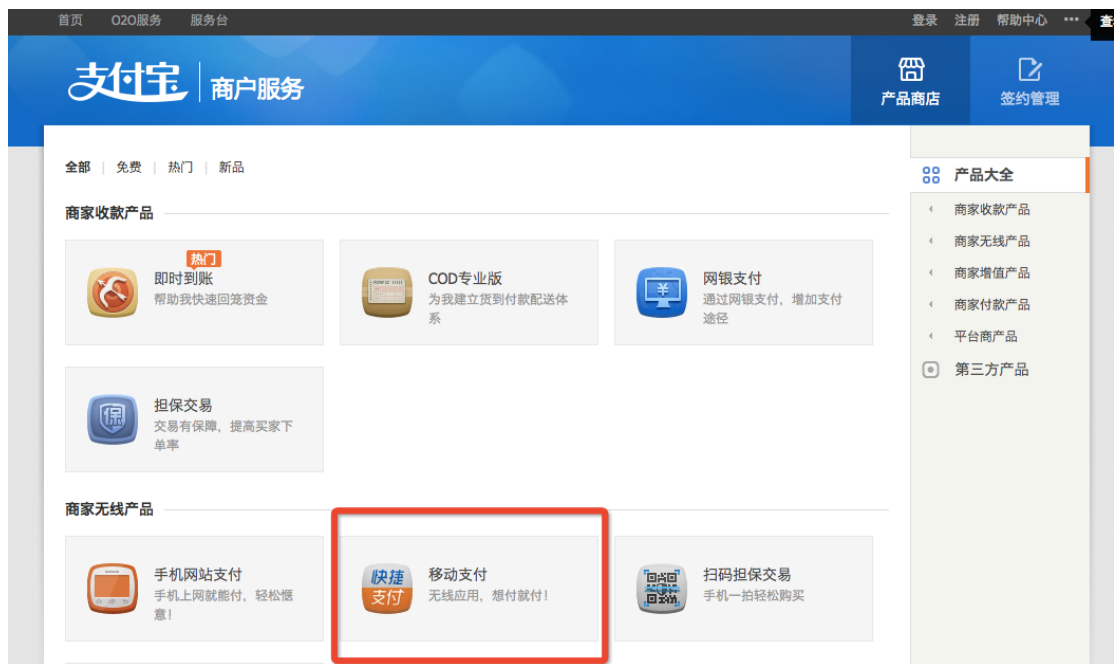 首页 O2O服务 服务台 登录 注册 帮助中心 ••• 查
支付宝 商户服务
产品商店 签约管理
全部 | 免费 | 热门 | 新品
商家收款产品
热门
即时到账
帮助我快速回笼资金
COD专业版
为我建立货到付款配送体
系
网银支付
通过网银支付，增加支付
途径
保
担保交易
交易有保障，提高买家下
单率
商家无线产品
手机网站支付
手机上网就能付，轻松惬
意！
快捷
支付
移动支付
无线应用，想付就付！
扫码担保交易
手机一拍轻松购买
产品大全
商家收款产品
商家无线产品
商家增值产品
商家付款产品
平台商产品
第三方产品